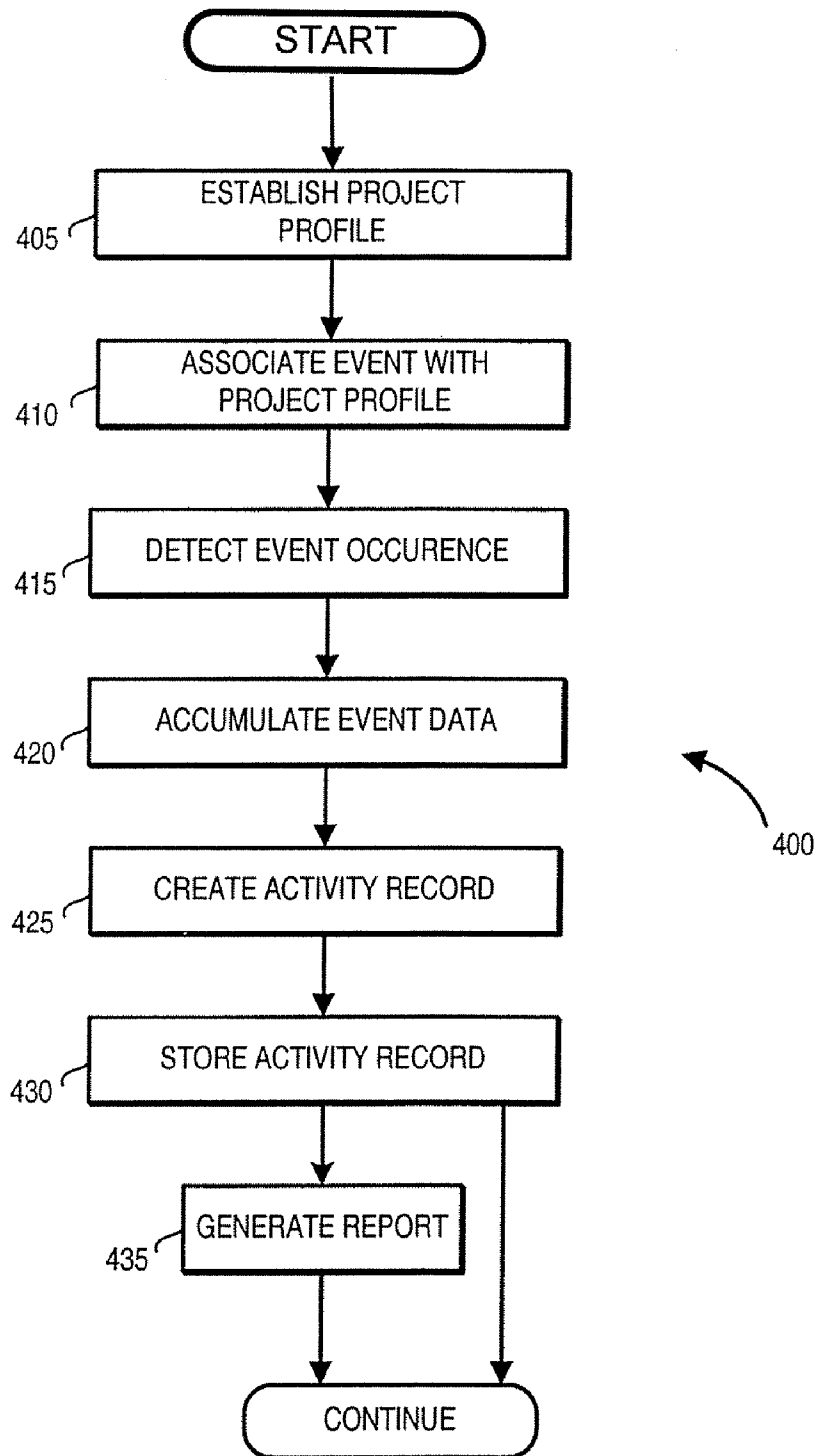 START
ESTABLISH PROJECT
PROFILE
405
ASSOCIATE EVENT WITH
PROJECT PROFILE
410
DETECT EVENT OCCURENCE
415
ACCUMULATE EVENT DATA
420
400
CREATE ACTIVITY RECORD
425
STORE ACTIVITY RECORD
430
GENERATE REPORT
435
CONTINUE